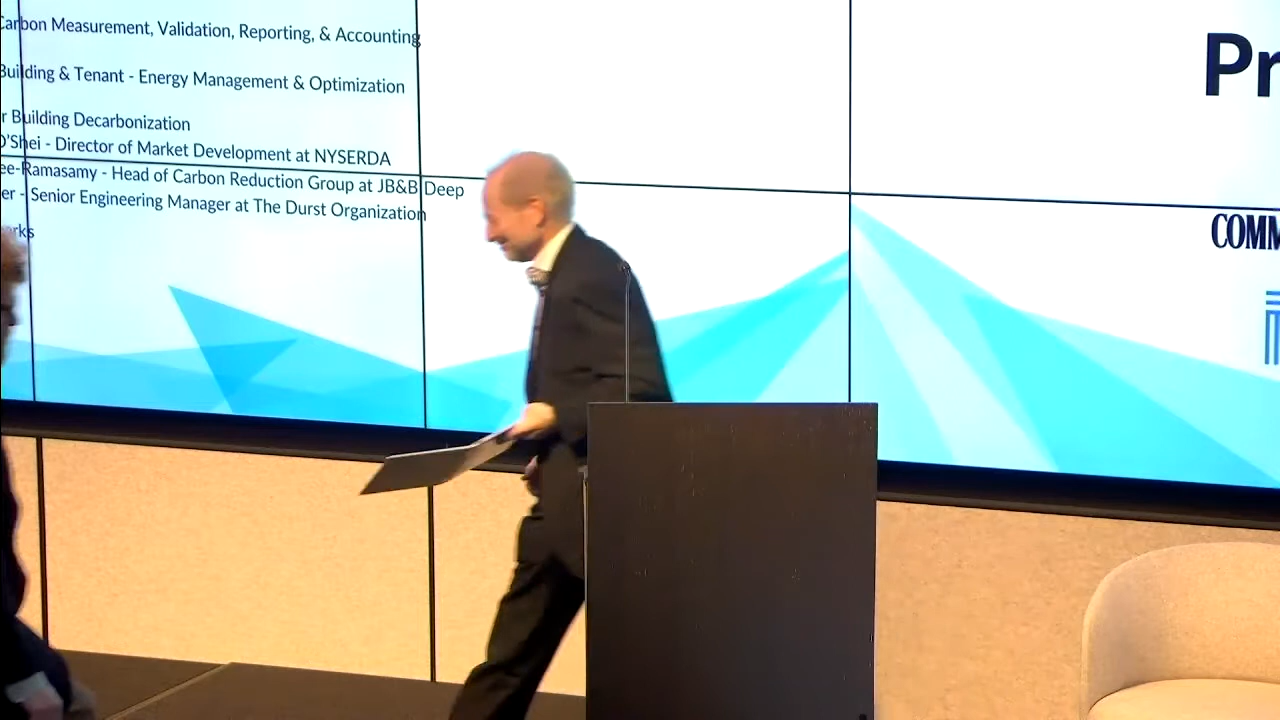 Carbon Measurement, Validation, Reporting, & Accounting
Building & Tenant - Energy Management & Optimization
r Building Decarbonization
O'Shei - Director of Market Development at NYSERDA
ee-Ramasamy - Head of Carbon Reduction Group at JB&B Deep
er - Senior Engineering Manager at The Durst Organization
arks
Pr
COMM